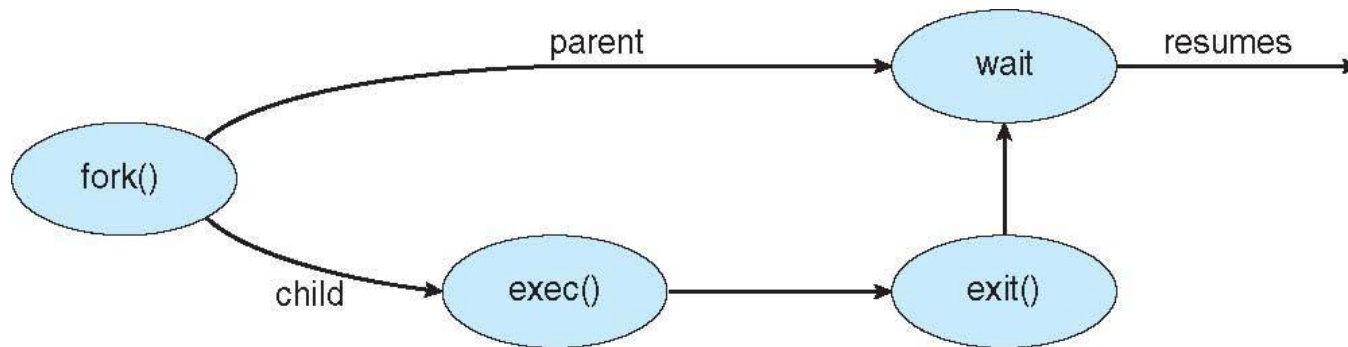 parent
wait
resumes
fork()
child
exec()
exit()